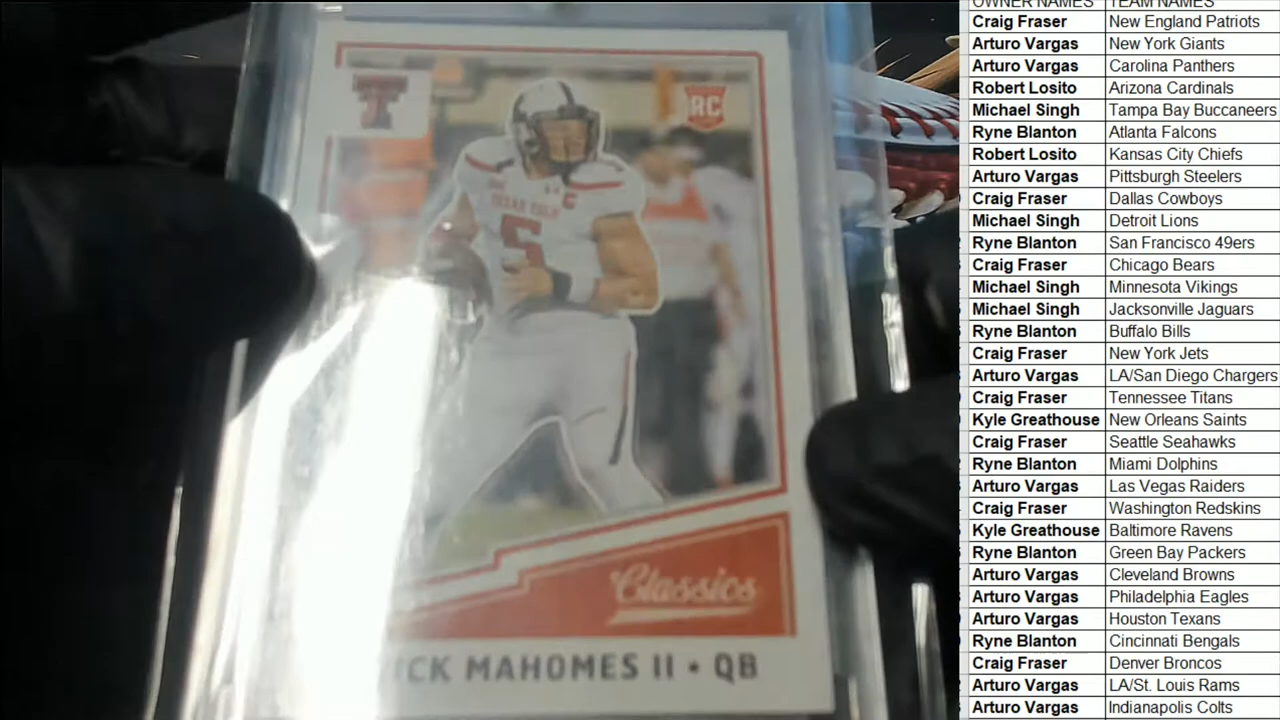 OWNER NAMES TEAM NAMES
Craig Fraser New England Patriots
Arturo Vargas New York Giants
Arturo Vargas Carolina Panthers
Robert Losito Arizona Cardinals
Michael Singh Tampa Bay Buccaneers
Ryne Blanton Atlanta Falcons
Robert Losito Kansas City Chiefs
Arturo Vargas Pittsburgh Steelers
Craig Fraser Dallas Cowboys
Michael Singh Detroit Lions
Ryne Blanton San Francisco 49ers
Craig Fraser Chicago Bears
Michael Singh Minnesota Vikings
Michael Singh Jacksonville Jaguars
Ryne Blanton Buffalo Bills
Craig Fraser New York Jets
Arturo Vargas LA/San Diego Chargers
Craig Fraser Tennessee Titans
Kyle Greathouse New Orleans Saints
Craig Fraser Seattle Seahawks
Ryne Blanton Miami Dolphins
Arturo Vargas Las Vegas Raiders
Craig Fraser Washington Redskins
Kyle Greathouse Baltimore Ravens
Ryne Blanton Green Bay Packers
Arturo Vargas Cleveland Browns
Arturo Vargas Philadelphia Eagles
Arturo Vargas Houston Texans
Ryne Blanton Cincinnati Bengals
Craig Fraser Denver Broncos
Arturo Vargas LA/St. Louis Rams
Arturo Vargas Indianapolis Colts
RC
TEXAS TECH
C
5
Classics
ICK MAHOMES II • QB